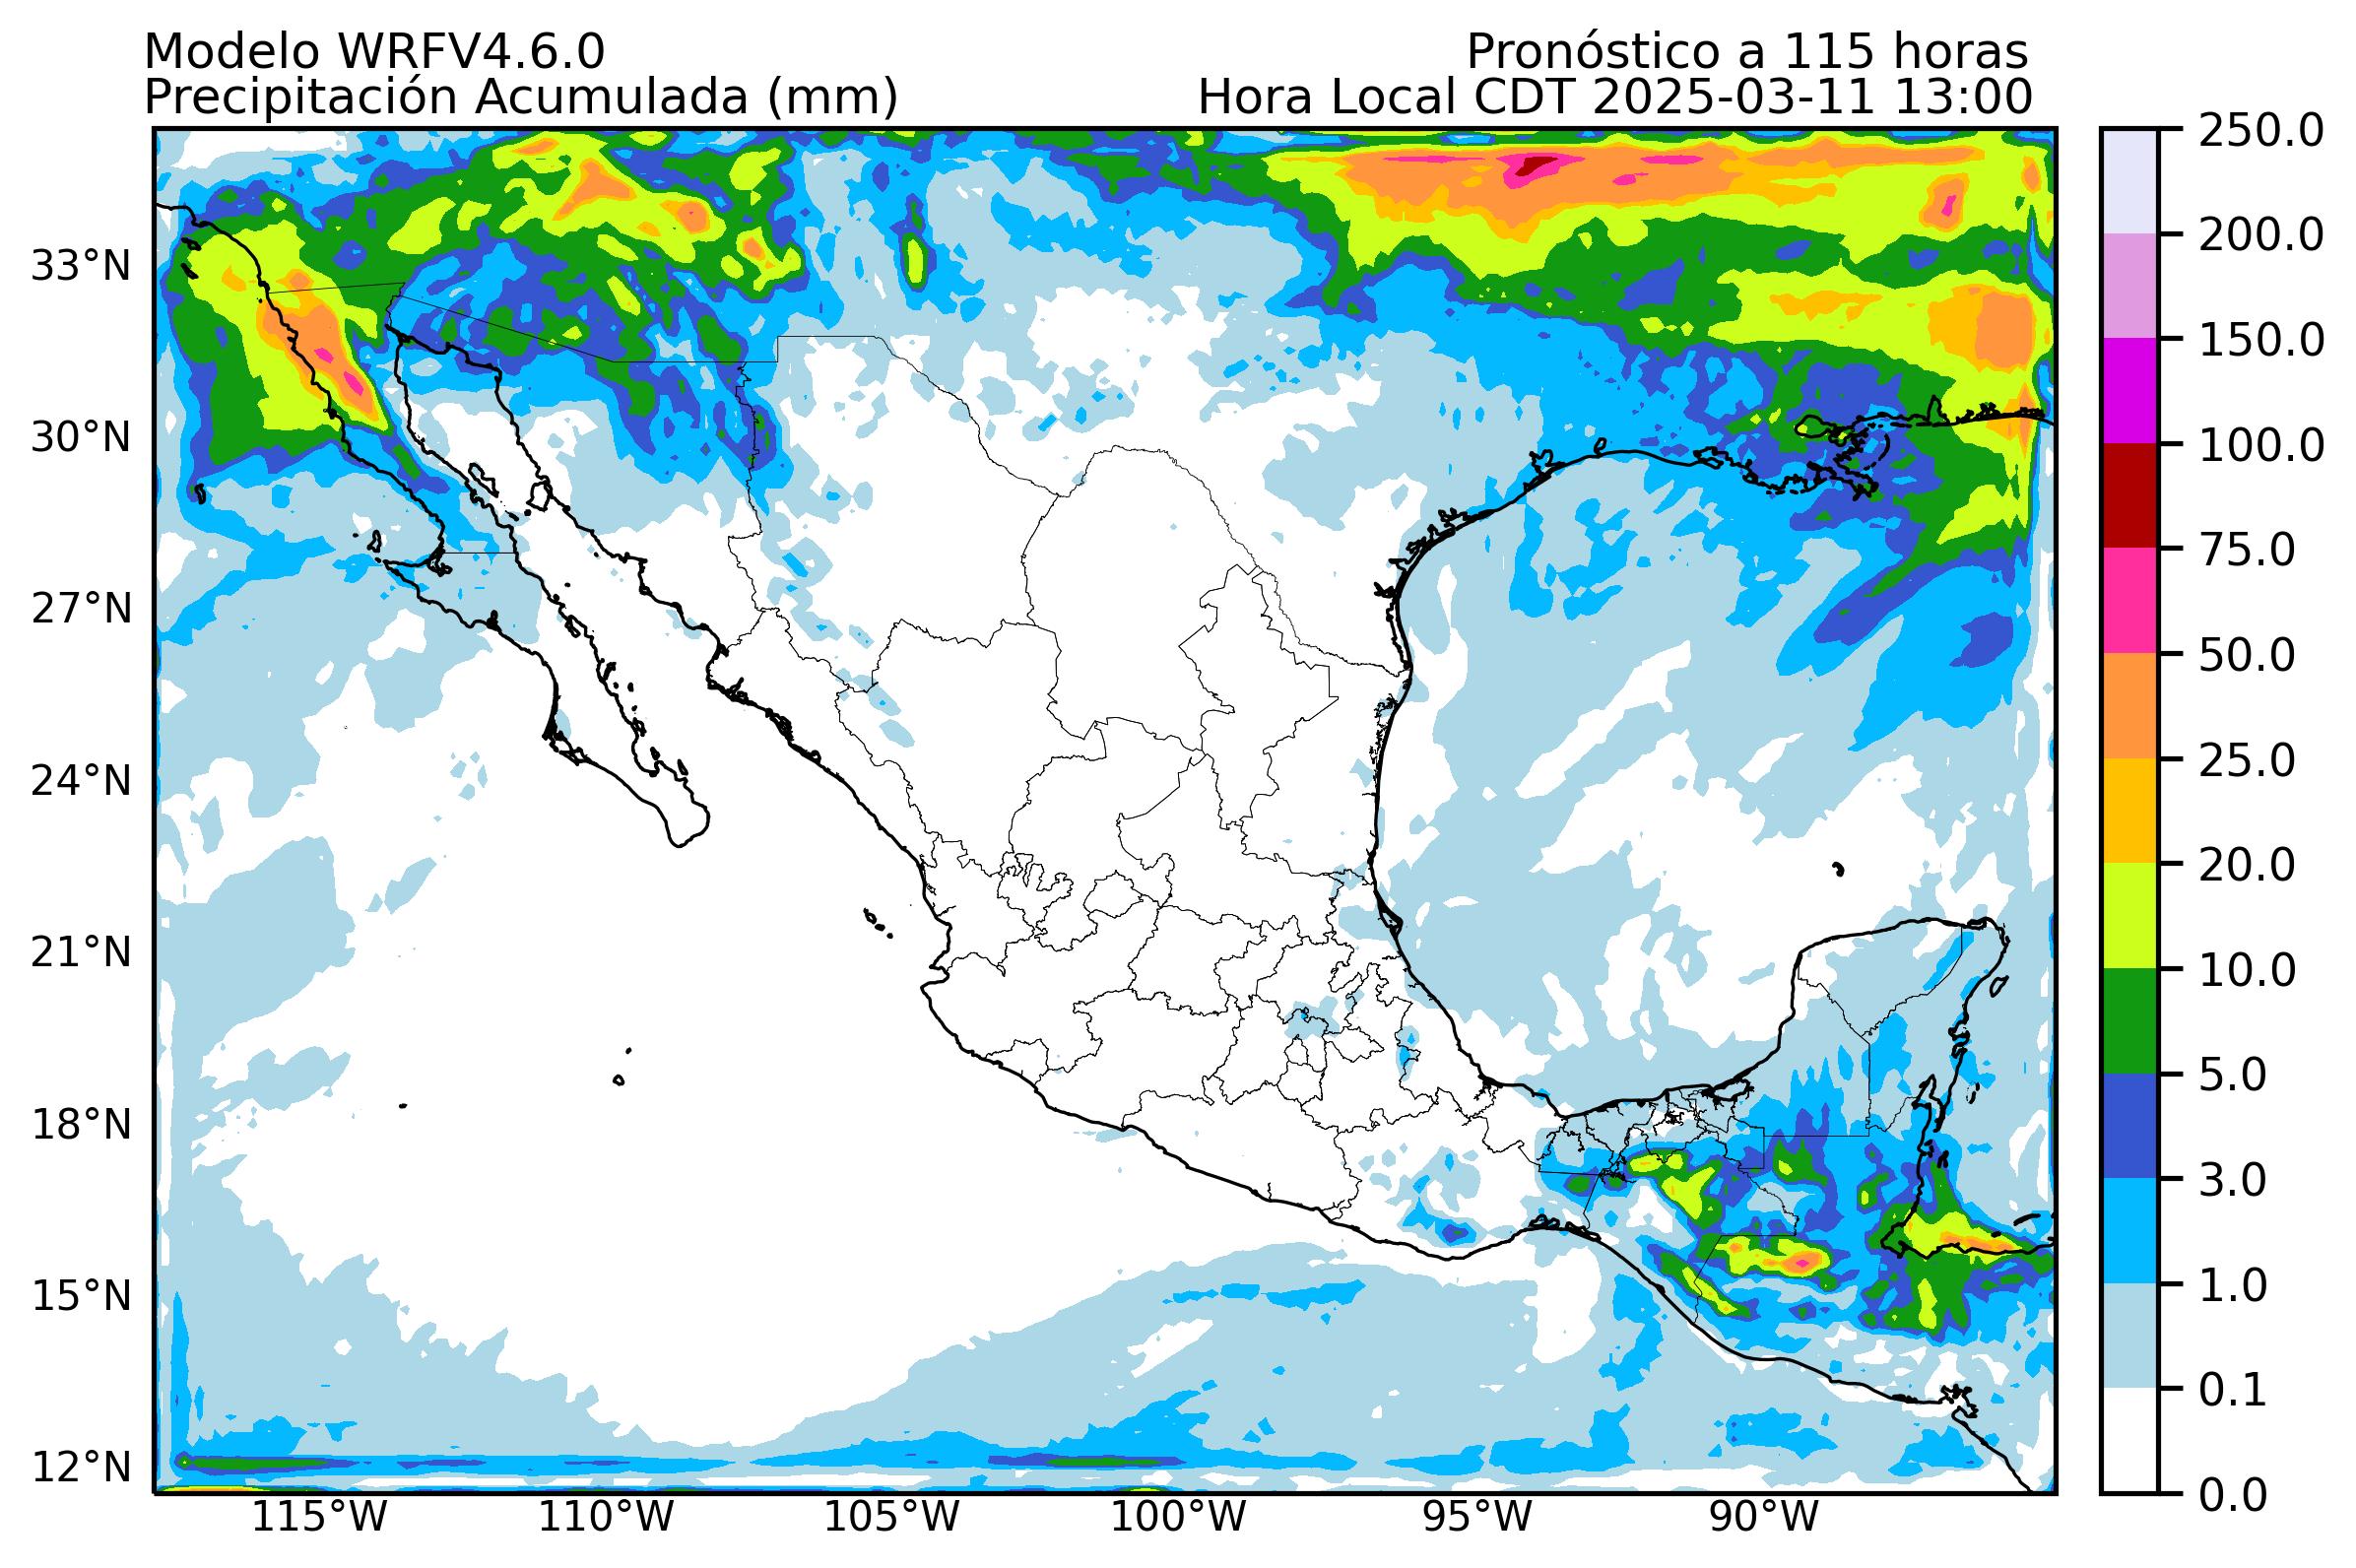 Modelo WRFV4.6.0
Pronóstico a 115 horas
Precipitación Acumulada (mm)
Hora Local CDT 2025-03-11 13:00
33°N
30°N
27°N
24°N
21°N
18°N
15°N
12°N
115°W
110°W
105°W
100°W
95°W
90°W
250.0
200.0
150.0
100.0
75.0
50.0
25.0
20.0
10.0
5.0
3.0
1.0
0.1
0.0